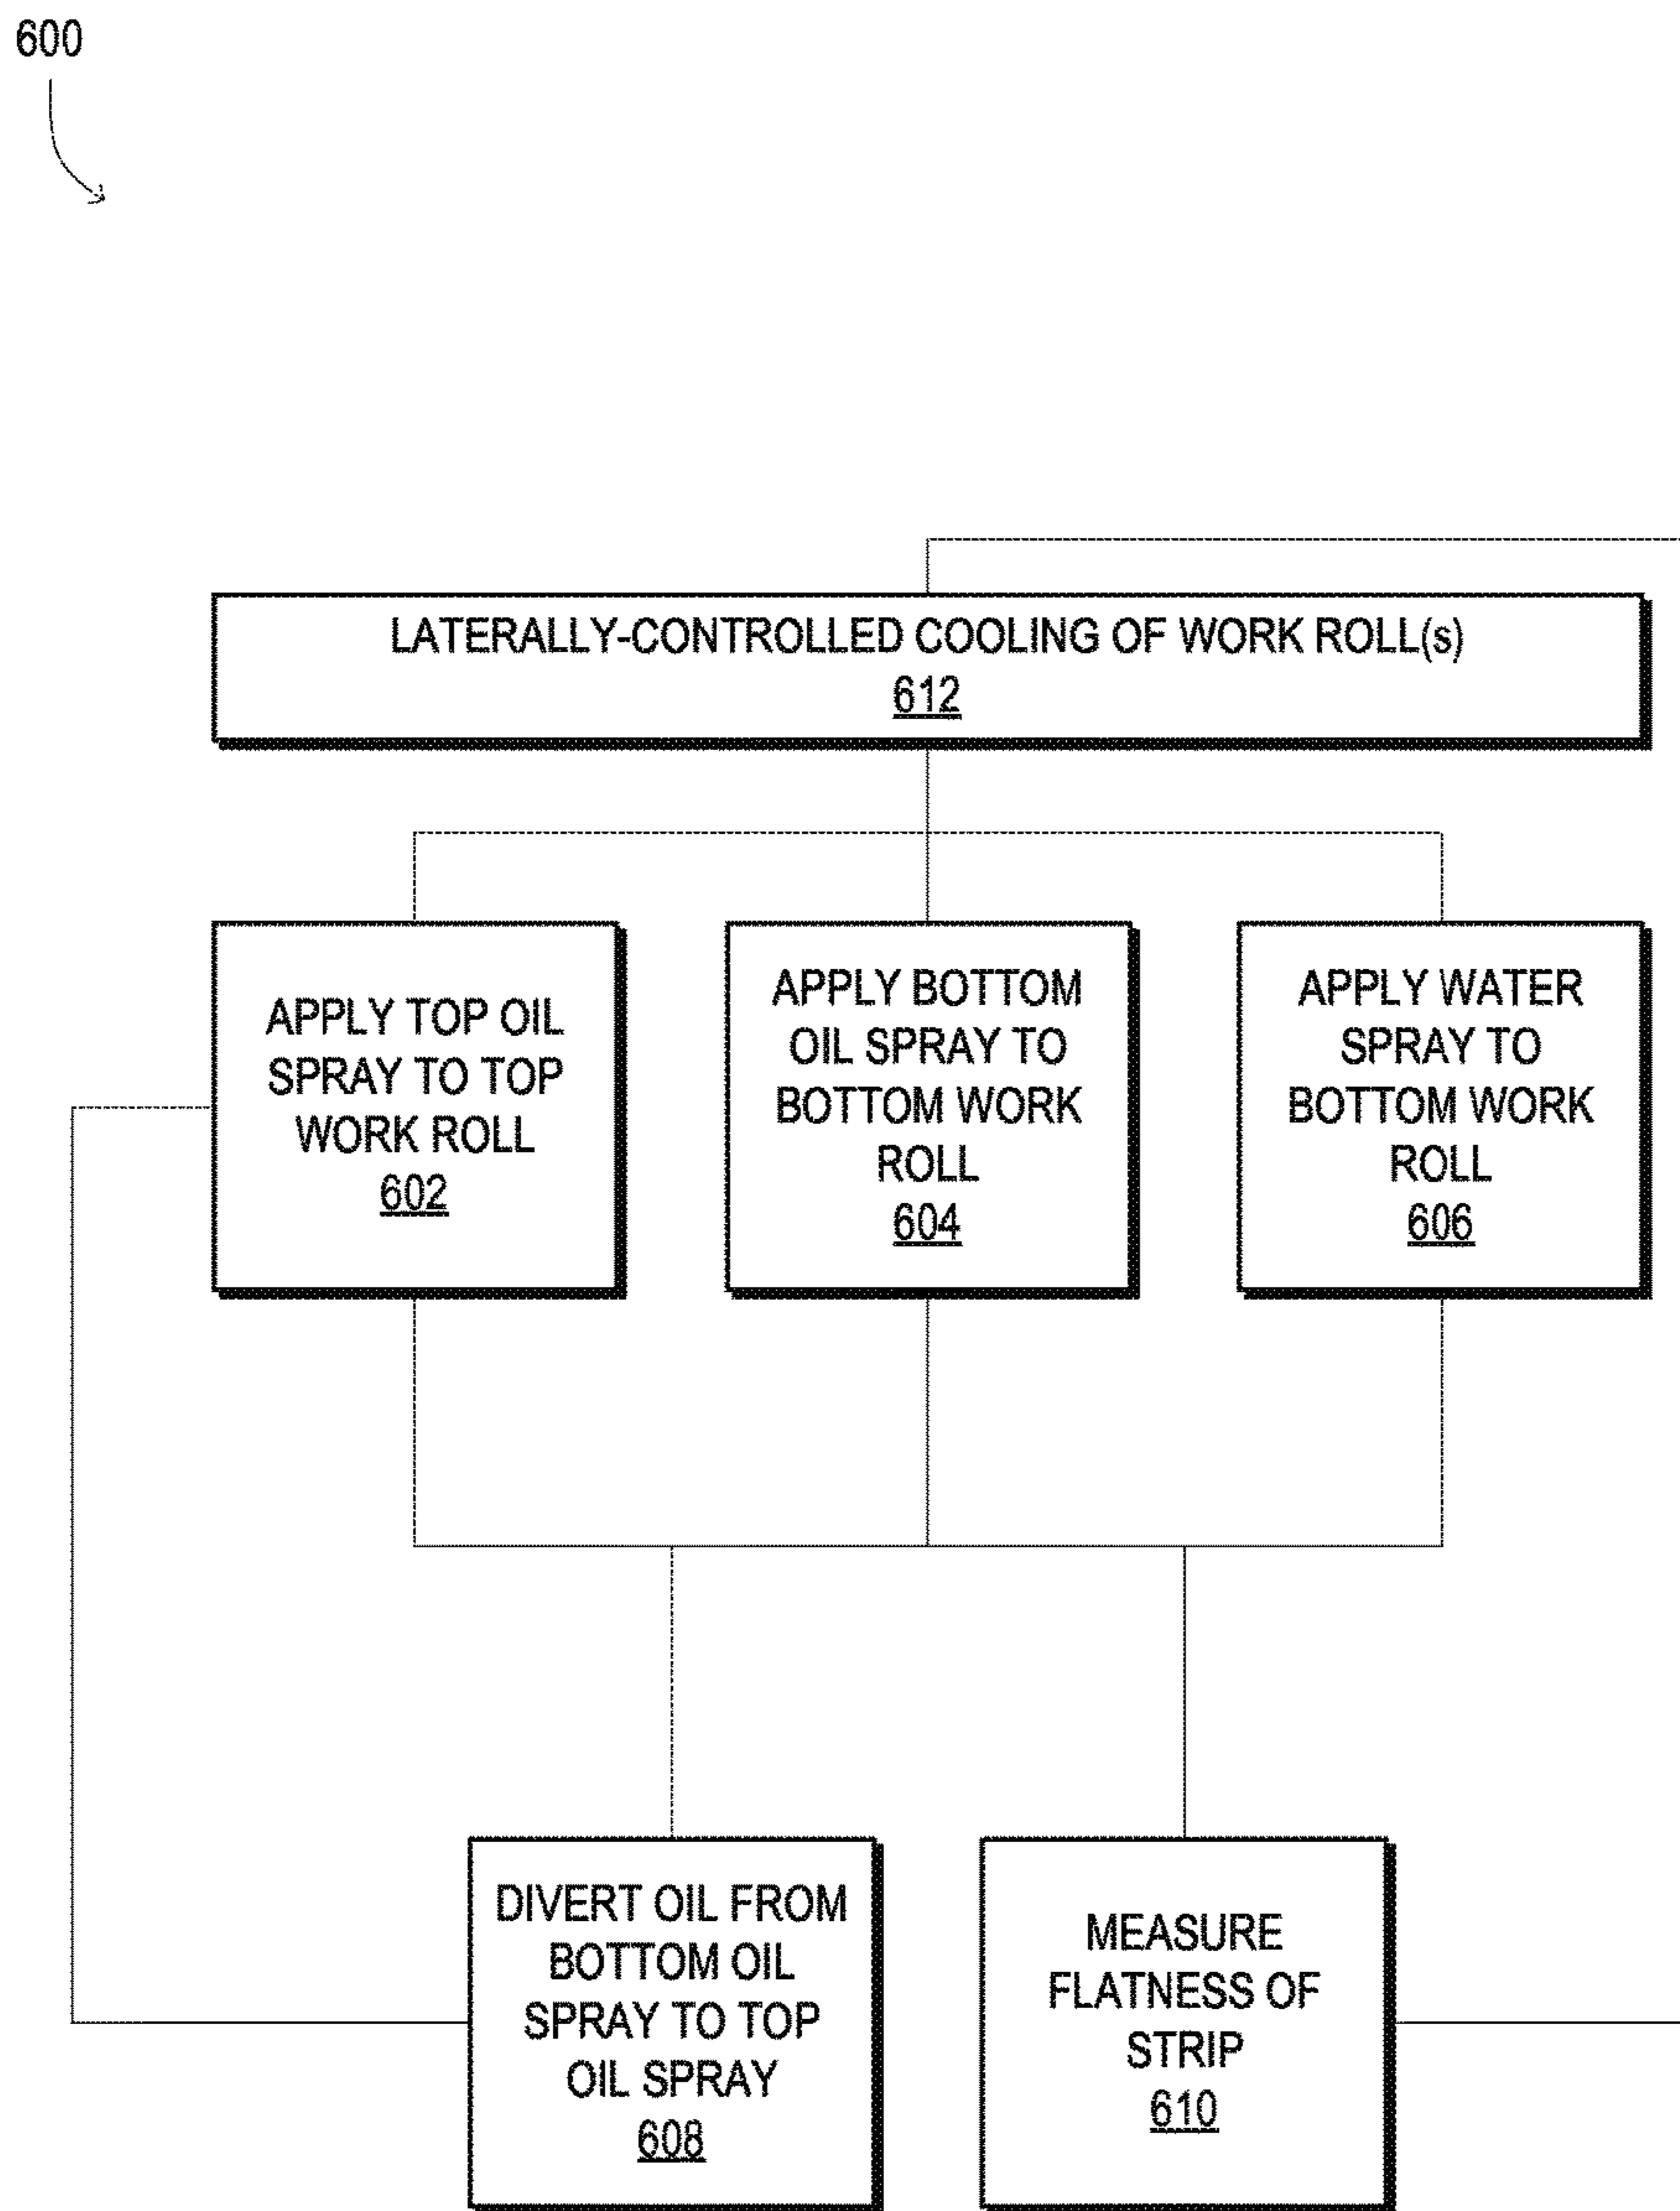 600
LATERALLY-CONTROLLED COOLING OF WORK ROLL(s)
612
APPLY TOP OIL
SPRAY TO TOP
WORK ROLL
602
APPLY BOTTOM
OIL SPRAY TO
BOTTOM WORK
ROLL
604
APPLY WATER
SPRAY TO
BOTTOM WORK
ROLL
606
DIVERT OIL FROM
BOTTOM OIL
SPRAY TO TOP
OIL SPRAY
608
MEASURE
FLATNESS OF
STRIP
610